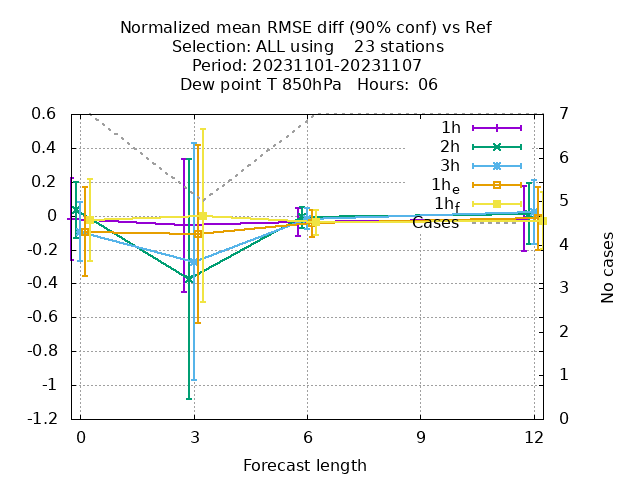 Normalized mean RMSE diff (90% conf) vs Ref
Selection: ALL using    23 stations
Period: 20231101-20231107
Dew point T 850hPa   Hours:  06
0.6
0.4
0.2
0
-0.2
-0.4
-0.6
-0.8
-1
-1.2
7
6
5
4
3
2
1
0
1h
2h
3h
1he
1hf
Cases
No cases
0 3 6 9 12
Forecast length